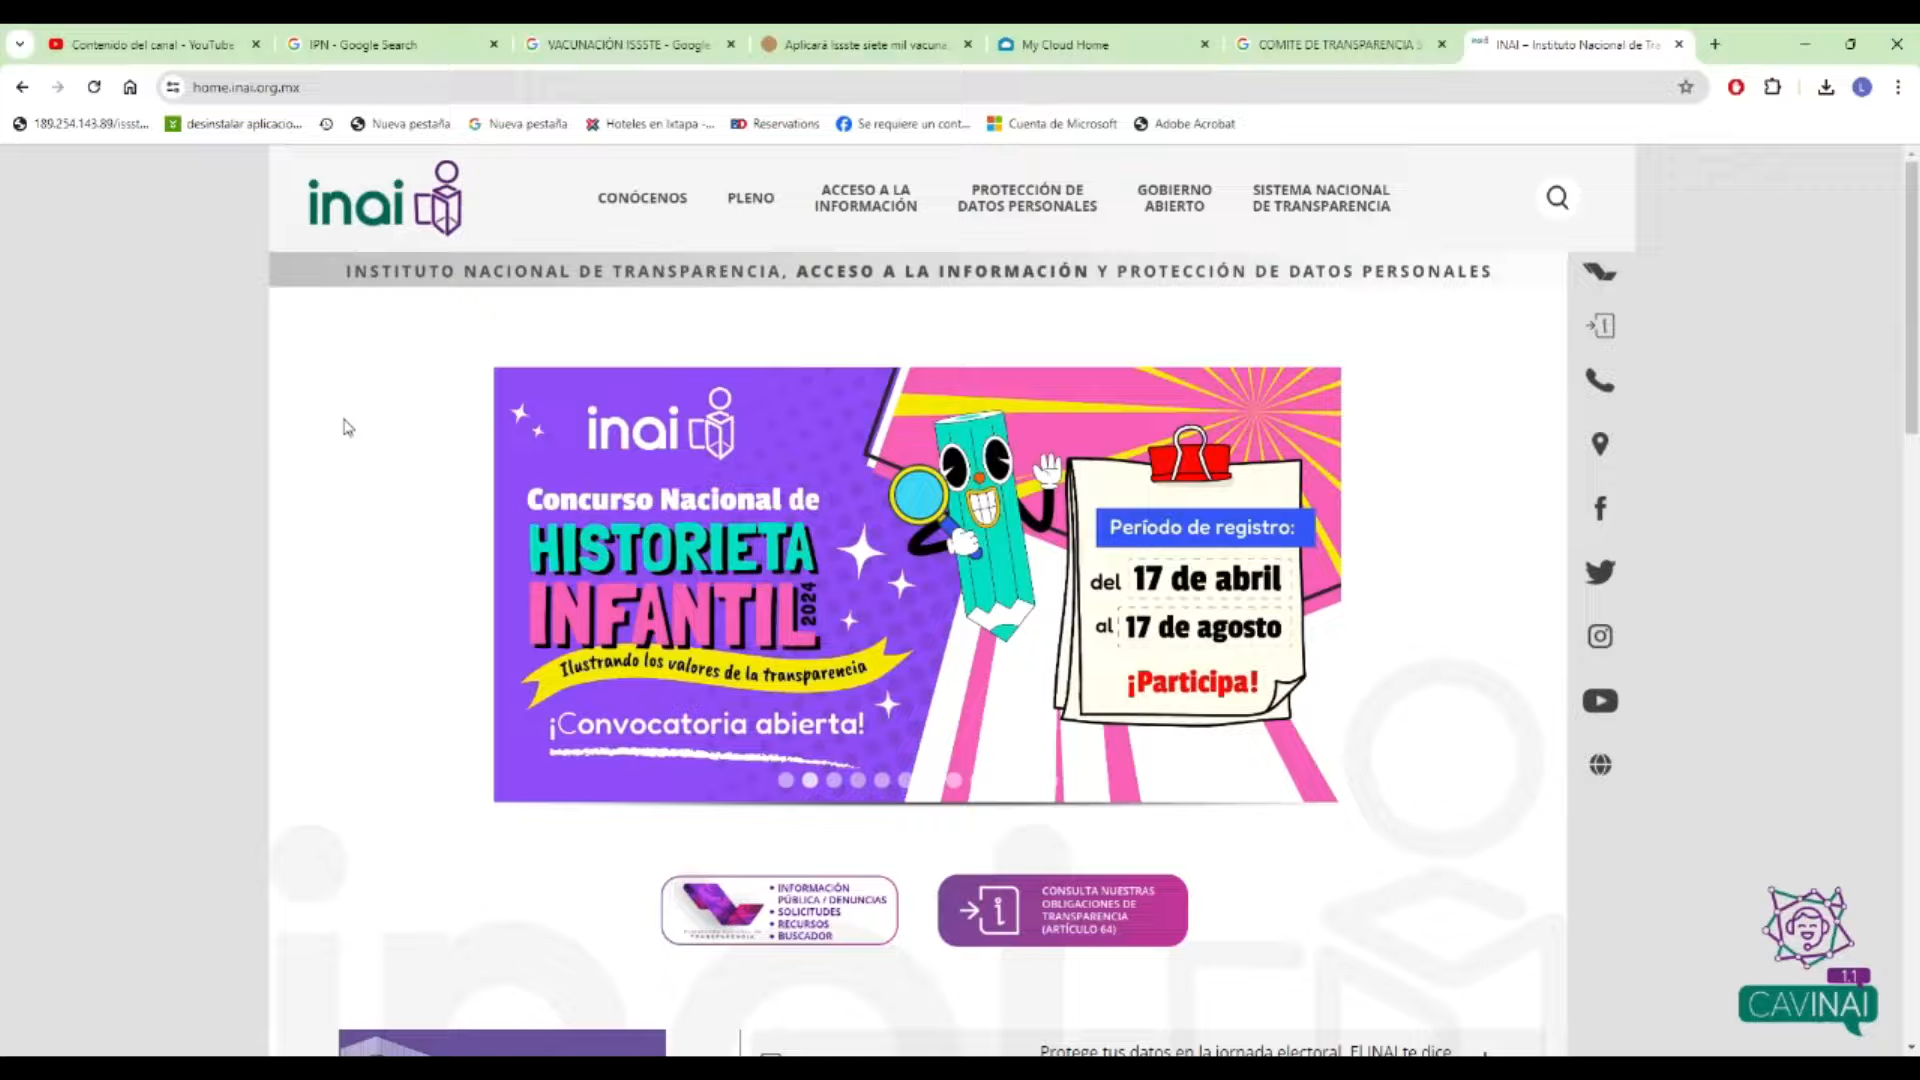 Contenido del canal - YouTube
IPN - Google Search
VACUNACIÓN ISSSTE - Google
Aplicará Issste siete mil vacuna
My Cloud Home
COMITE DE TRANSPARENCIA
INAI – Instituto Nacional de Tra
home.inai.org.mx
189.254.143.89/issst...
desinstalar aplicacio...
Nueva pestaña
Nueva pestaña
Hoteles en Ixtapa -...
Reservations
Se requiere un cont...
Cuenta de Microsoft
Adobe Acrobat
inai
CONÓCENOS
PLENO
ACCESO A LA
INFORMACIÓN
PROTECCIÓN DE
DATOS PERSONALES
GOBIERNO
ABIERTO
SISTEMA NACIONAL
DE TRANSPARENCIA
INSTITUTO NACIONAL DE TRANSPARENCIA, ACCESO A LA INFORMACIÓN Y PROTECCIÓN DE DATOS PERSONALES
inai
Concurso Nacional de
HISTORIETA
INFANTIL
2024
Ilustrando los valores de la transparencia
¡Convocatoria abierta!
Período de registro:
del 17 de abril
al 17 de agosto
¡Participa!
• INFORMACIÓN
PÚBLICA / DENUNCIAS
• SOLICITUDES
• RECURSOS
• BUSCADOR
TRANSPARENCIA
CONSULTA NUESTRAS
OBLIGACIONES DE
TRANSPARENCIA
(ARTÍCULO 64)
1.1
CAVINAI
Protege tus datos en la jornada electoral. El INAI te dice